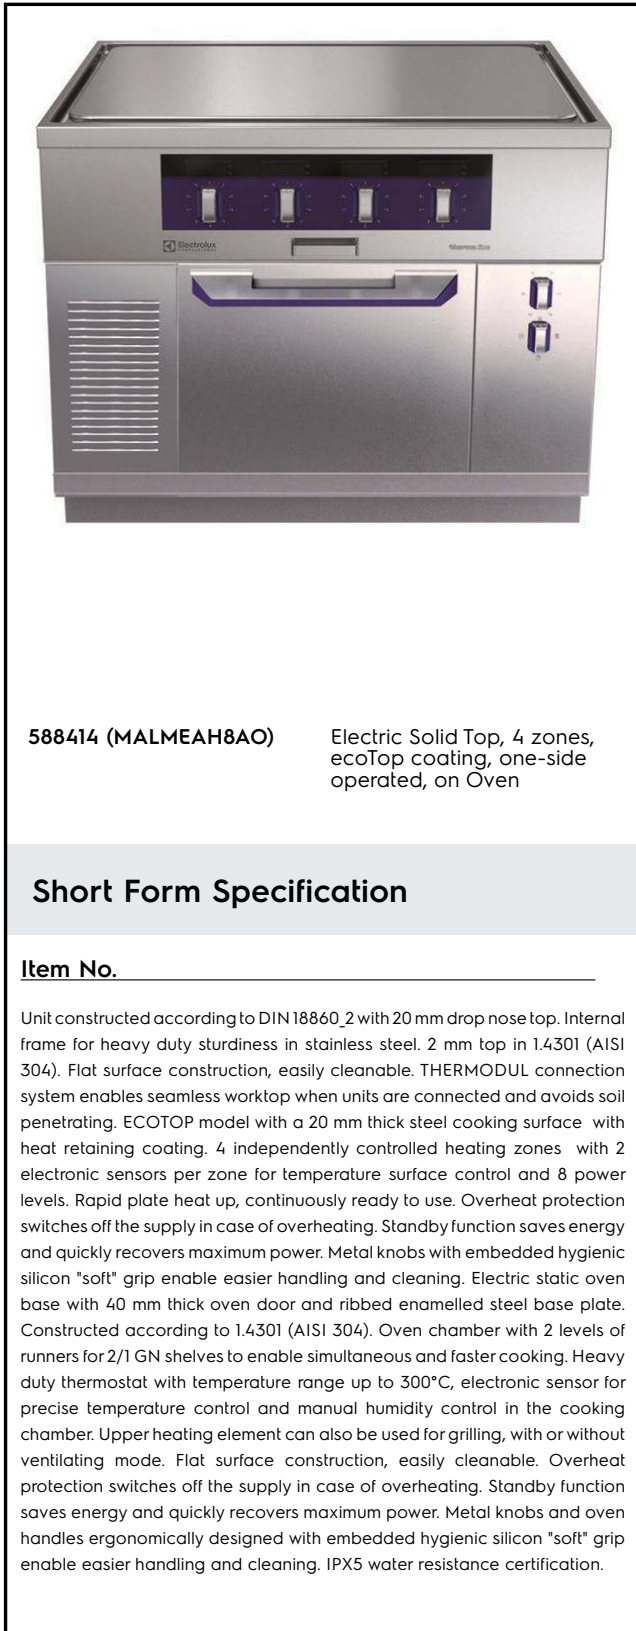 Electrolux
PROFESSIONAL
thermaline
588414 (MALMEAH8AO)
Electric Solid Top, 4 zones,
ecoTop coating, one-side
operated, on Oven
Short Form Specification
Item No.
Unit constructed according to DIN 18860_2 with 20 mm drop nose top. Internal
frame for heavy duty sturdiness in stainless steel. 2 mm top in 1.4301 (AISI
304). Flat surface construction, easily cleanable. THERMODUL connection
system enables seamless worktop when units are connected and avoids soil
penetrating. ECOTOP model with a 20 mm thick steel cooking surface with
heat retaining coating. 4 independently controlled heating zones with 2
electronic sensors per zone for temperature surface control and 8 power
levels. Rapid plate heat up, continuously ready to use. Overheat protection
switches off the supply in case of overheating. Standby function saves energy
and quickly recovers maximum power. Metal knobs with embedded hygienic
silicon "soft" grip enable easier handling and cleaning. Electric static oven
base with 40 mm thick oven door and ribbed enamelled steel base plate.
Constructed according to 1.4301 (AISI 304). Oven chamber with 2 levels of
runners for 2/1 GN shelves to enable simultaneous and faster cooking. Heavy
duty thermostat with temperature range up to 300°C, electronic sensor for
precise temperature control and manual humidity control in the cooking
chamber. Upper heating element can also be used for grilling, with or without
ventilating mode. Flat surface construction, easily cleanable. Overheat
protection switches off the supply in case of overheating. Standby function
saves energy and quickly recovers maximum power. Metal knobs and oven
handles ergonomically designed with embedded hygienic silicon "soft" grip
enable easier handling and cleaning. IPX5 water resistance certification.